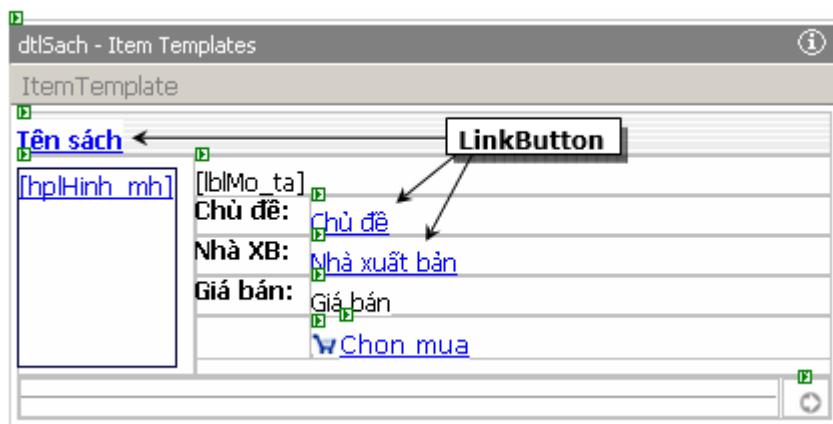 dtlSach - Item Templates
ItemTemplate
Tên sách
LinkButton
[hplHinh_mh]
[lblMo_ta]
Chủ đề:
Chủ đề
Nhà XB:
Nhà xuất bản
Giá bán:
Giá bán
Chon mua